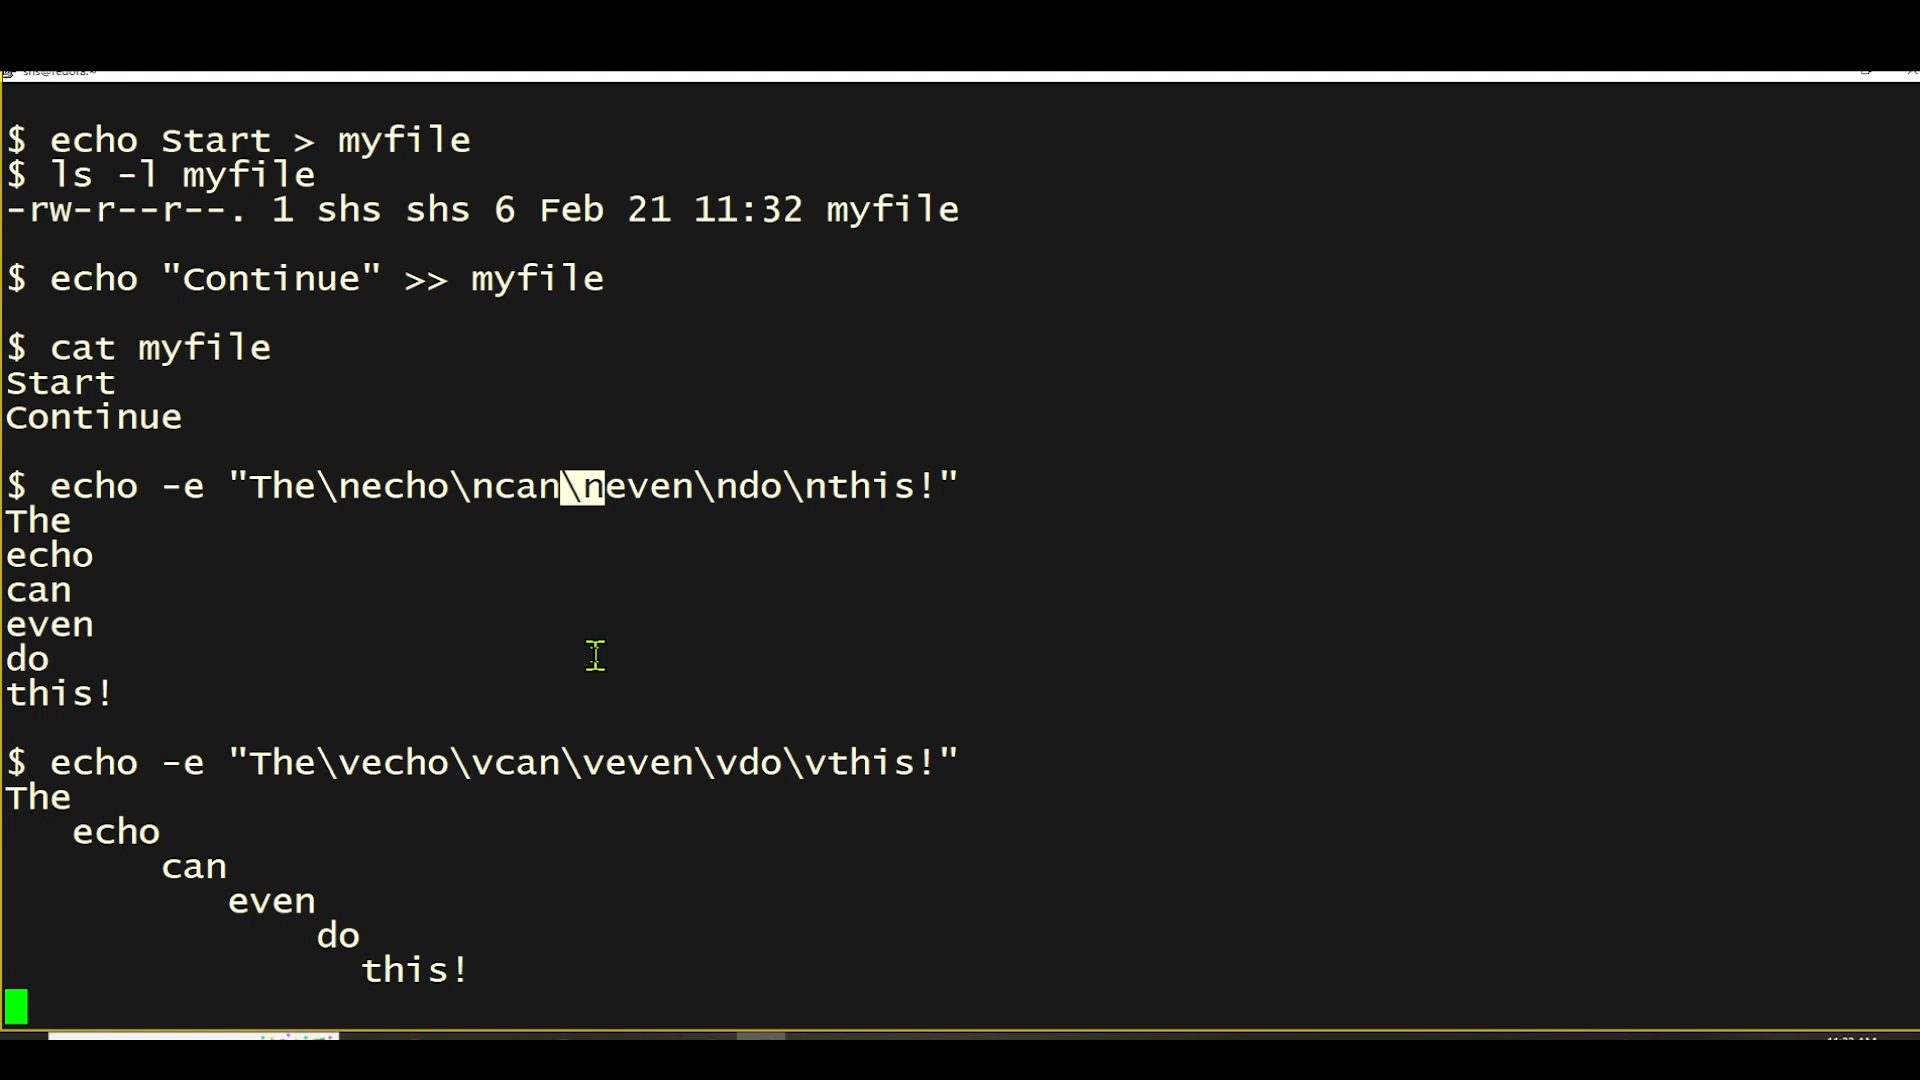 shs@fedora:~
$ echo Start > myfile
$ ls -l myfile
-rw-r--r--. 1 shs shs 6 Feb 21 11:32 myfile
$ echo "Continue" >> myfile
$ cat myfile
Start
Continue
$ echo -e "The\necho\ncan\neven\ndo\nthis!"
The
echo
can
even
do
this!
$ echo -e "The\vecho\vcan\veven\vdo\vthis!"
The
echo
can
even
do
this!